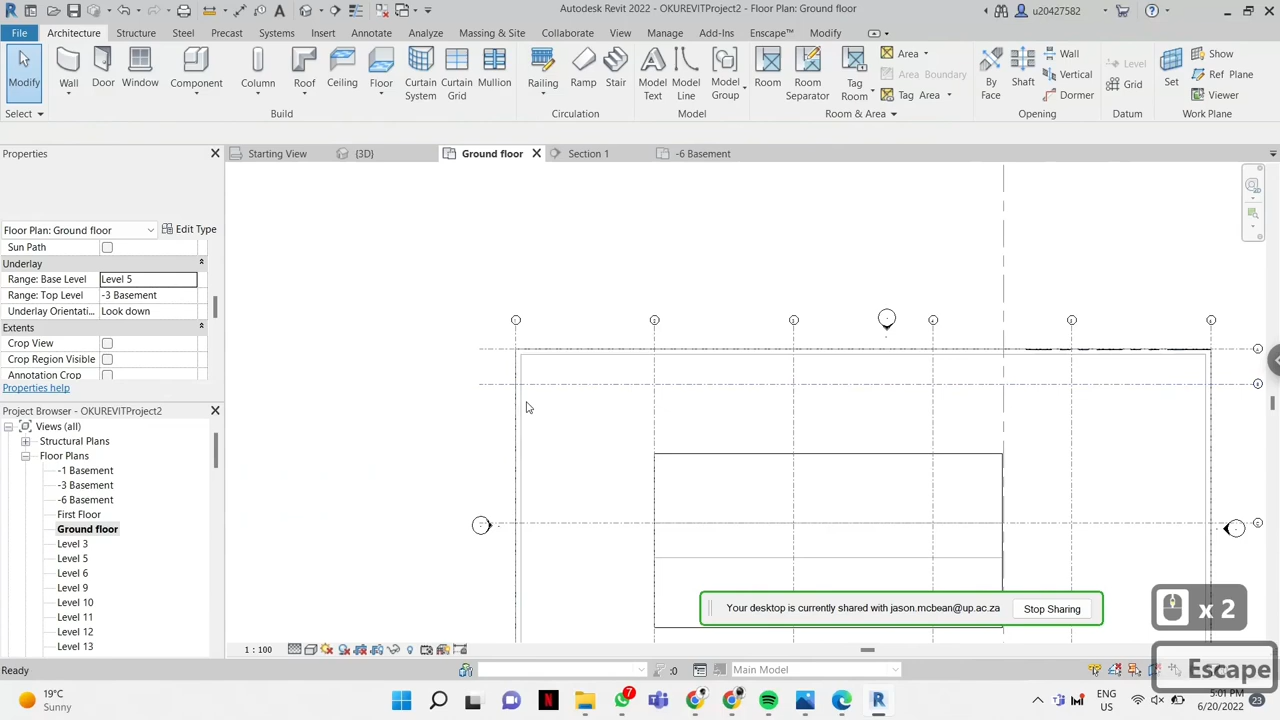 Autodesk Revit 2022 - OKUREVITProject2 - Floor Plan: Ground floor
u20427582
File Architecture Structure Steel Precast Systems Insert Annotate Analyze Massing & Site Collaborate View Manage Add-Ins Enscape™ Modify
Modify Wall Door Window Component Column Roof Ceiling Floor Curtain System Curtain Grid Mullion Railing Ramp Stair Model Text Model Line Model Group Room Room Separator Tag Room
Area
Area Boundary
Tag Area
By Face Shaft
Wall
Vertical
Dormer
Level
Grid
Set
Show
Ref Plane
Viewer
Select Build Circulation Model Room & Area Opening Datum Work Plane
Properties
Starting View {3D} Ground floor Section 1 -6 Basement
Floor Plan: Ground floor Edit Type
Sun Path
Underlay
Range: Base Level Level 5
Range: Top Level -3 Basement
Underlay Orientati... Look down
Extents
Crop View
Crop Region Visible
Annotation Crop
Properties help
Project Browser - OKUREVITProject2
Views (all)
Structural Plans
Floor Plans
-1 Basement
-3 Basement
-6 Basement
First Floor
Ground floor
Level 3
Level 5
Level 6
Level 9
Level 10
Level 11
Level 12
Level 13
Your desktop is currently shared with jason.mcbean@up.ac.za Stop Sharing
x 2
Escape
1 : 100
Ready
:0
Main Model
19°C
Sunny
7
ENG
US
5:01 PM
6/20/2022
23